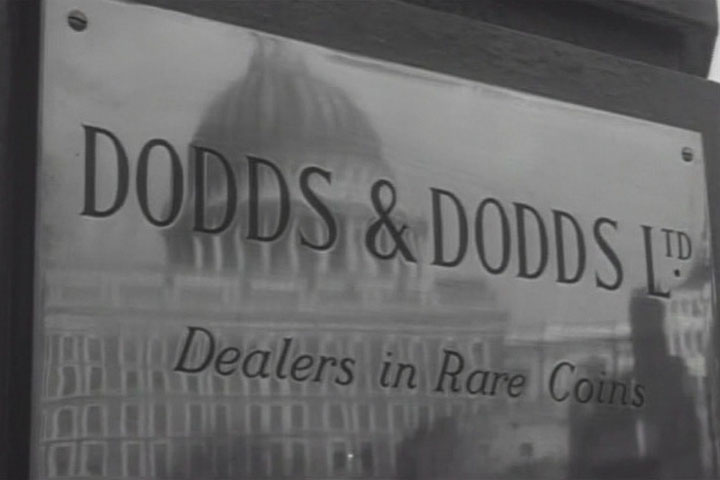 DODDS & DODDS LTD.
Dealers in Rare Coins